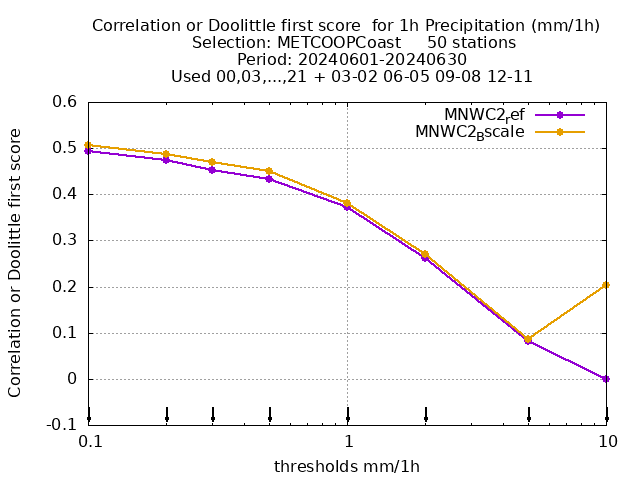 Correlation or Doolittle first score  for 1h Precipitation (mm/1h)
Selection: METCOOPCoast     50 stations
Period: 20240601-20240630
Used 00,03,...,21 + 03-02 06-05 09-08 12-11
MNWC2ref
MNWC2Bscale
Correlation or Doolittle first score
0.6
0.5
0.4
0.3
0.2
0.1
0
-0.1
0.1 1 10
thresholds mm/1h